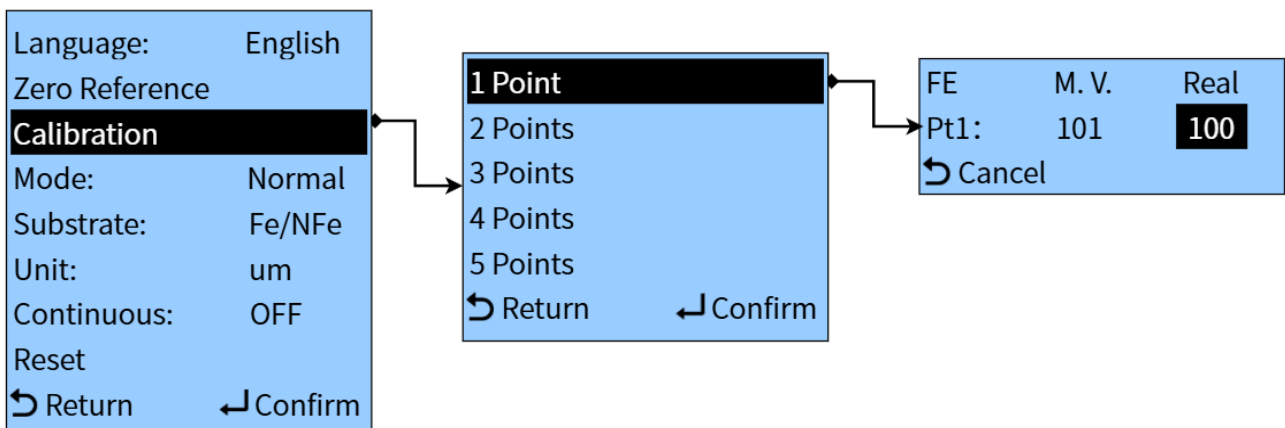 Language: English
Zero Reference
Calibration
Mode: Normal
Substrate: Fe/NFe
Unit: um
Continuous: OFF
Reset
Return Confirm
1 Point
2 Points
3 Points
4 Points
5 Points
Return Confirm
FE M. V. Real
Pt1: 101 100
Cancel